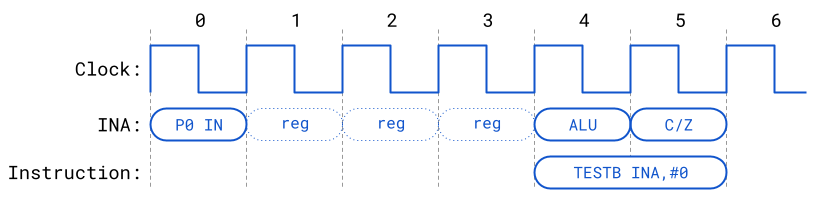 0 1 2 3 4 5 6
Clock:
INA: P0 IN reg reg reg ALU C/Z
Instruction: TESTB INA,#0